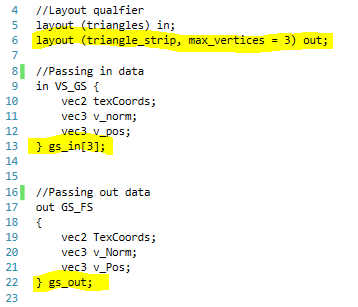 4 //Layout qualfier
5 layout (triangles) in;
6 layout (triangle_strip, max_vertices = 3) out;
7
8 //Passing in data
9 in VS_GS {
10 vec2 texCoords;
11 vec3 v_norm;
12 vec3 v_pos;
13 } gs_in[3];
14
15
16 //Passing out data
17 out GS_FS
18 {
19 vec2 TexCoords;
20 vec3 v_Norm;
21 vec3 v_Pos;
22 } gs_out;
23